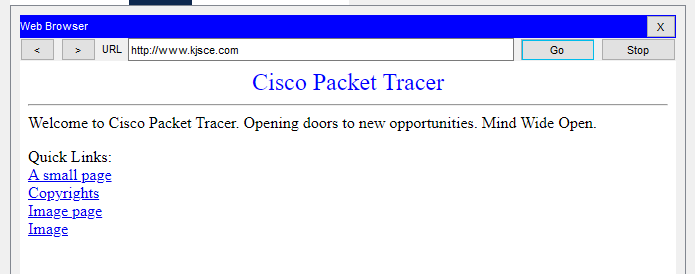 Web Browser
X
<
>
URL
http://www.kjsce.com
Go
Stop
Cisco Packet Tracer
Welcome to Cisco Packet Tracer. Opening doors to new opportunities. Mind Wide Open.
Quick Links:
A small page
Copyrights
Image page
Image